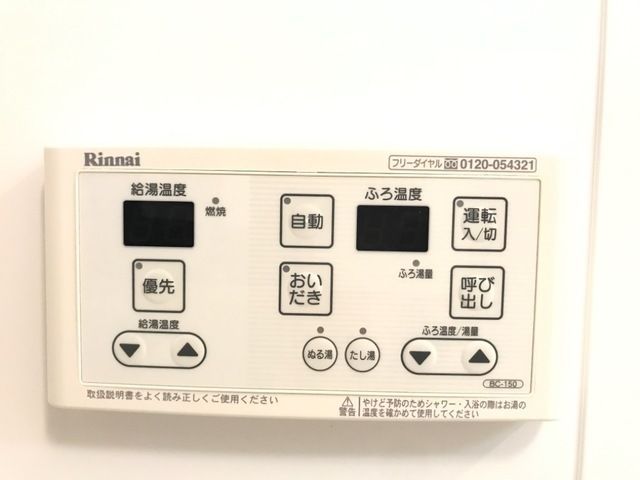 Rinnai
フリーダイヤル 0120-054321
給湯温度
燃焼
自動
ふろ温度
運転
入/切
優先
おい
だき
ふろ湯量
呼び
出し
給湯温度
ぬる湯
たし湯
ふろ温度/湯量
BC-150
取扱説明書をよく読み正しくご使用ください
警告
やけど予防のためシャワー・入浴の際はお湯の
温度を確かめて使用してください